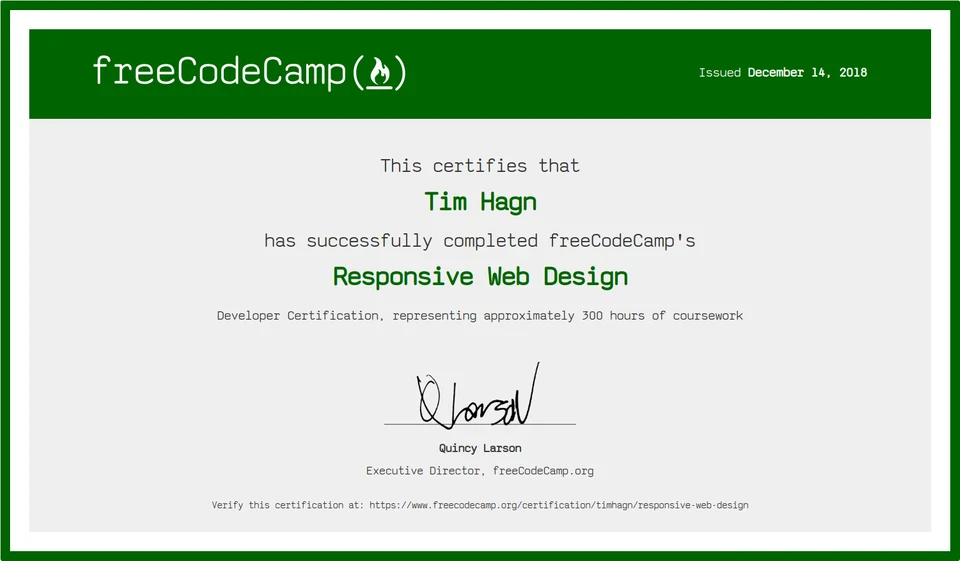 freeCodeCamp(🔥)
Issued December 14, 2018
This certifies that
Tim Hagn
has successfully completed freeCodeCamp's
Responsive Web Design
Developer Certification, representing approximately 300 hours of coursework
Q Larson
Quincy Larson
Executive Director, freeCodeCamp.org
Verify this certification at: https://www.freecodecamp.org/certification/timhagn/responsive-web-design